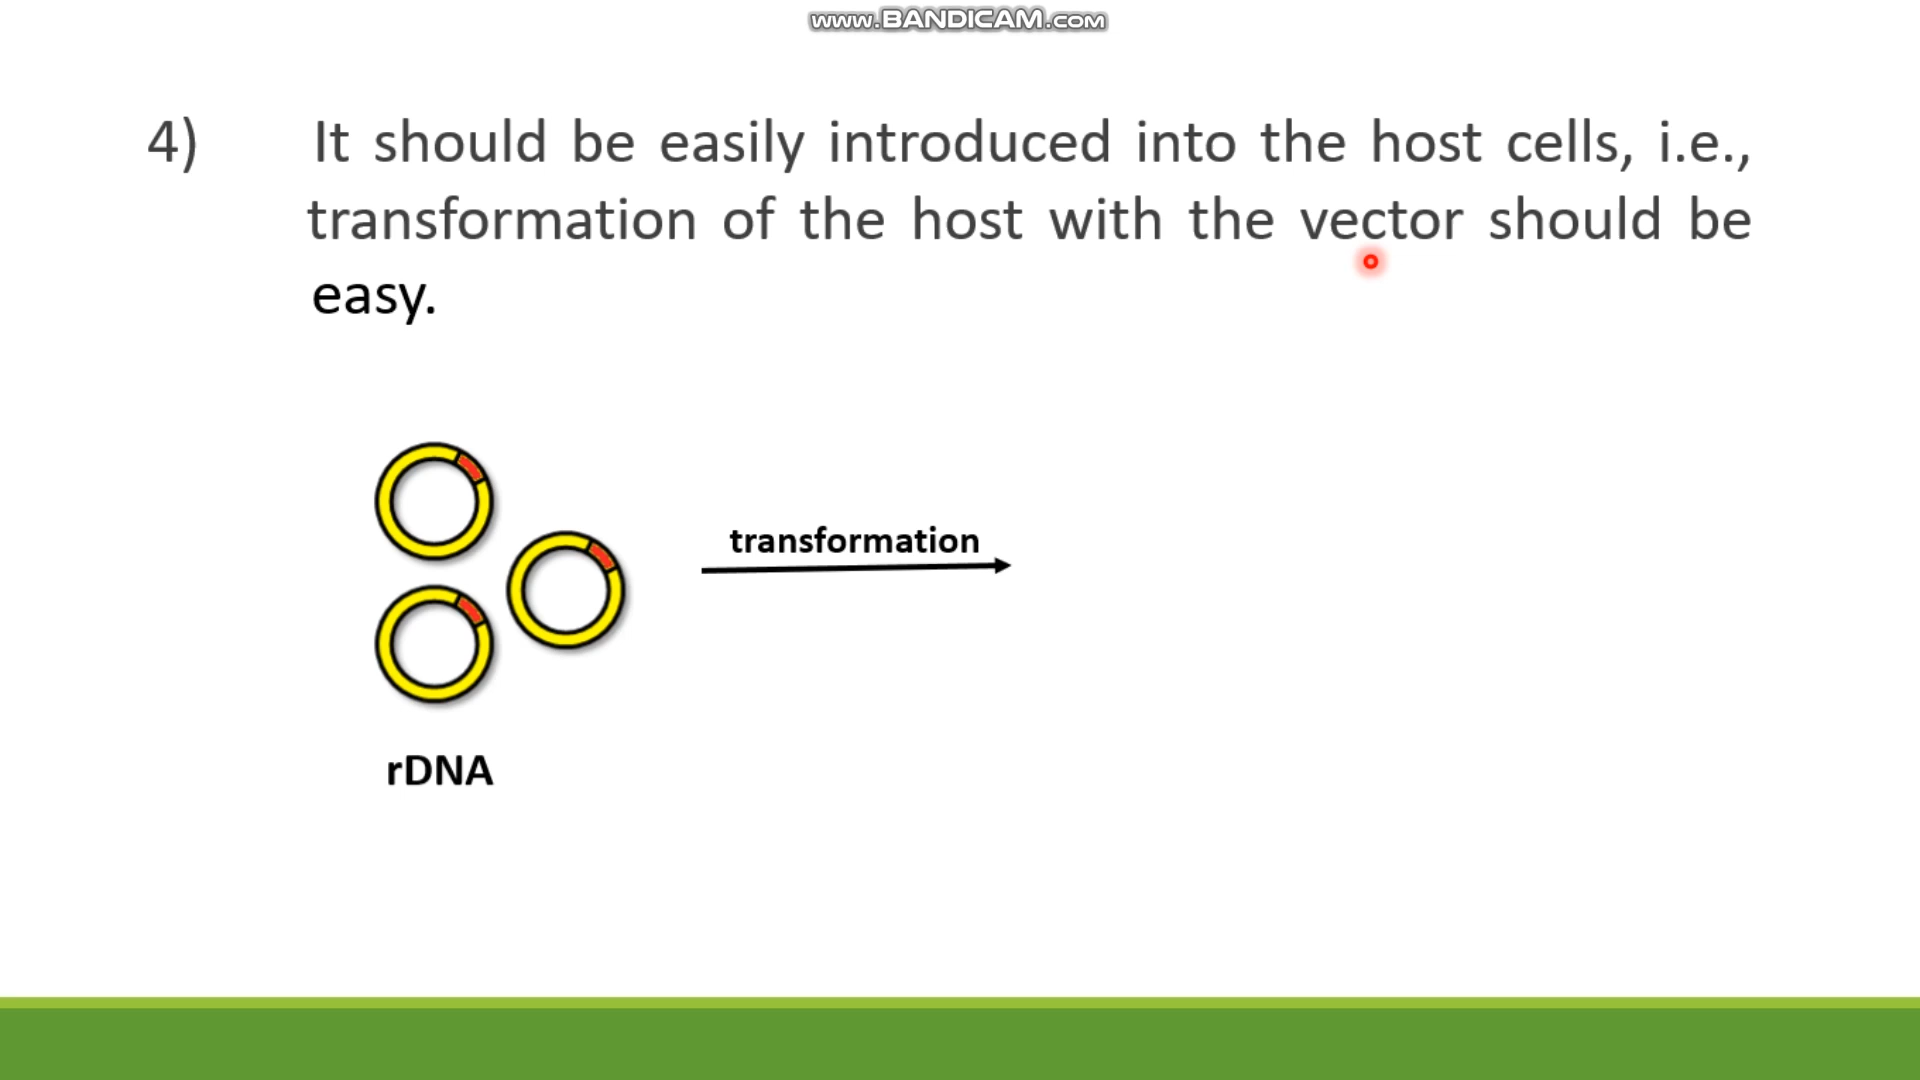 www.BANDICAM.com
4) It should be easily introduced into the host cells, i.e.,
transformation of the host with the vector should be
easy.
transformation
rDNA